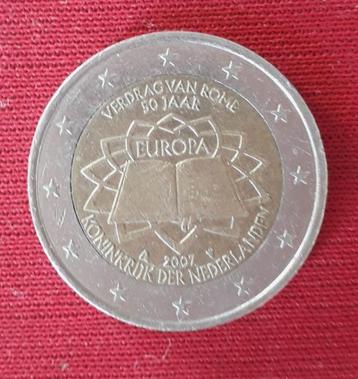 VERDRAG VAN ROME
50 JAAR
EUROPA
2007
KONINKRIJK DER NEDERLANDEN